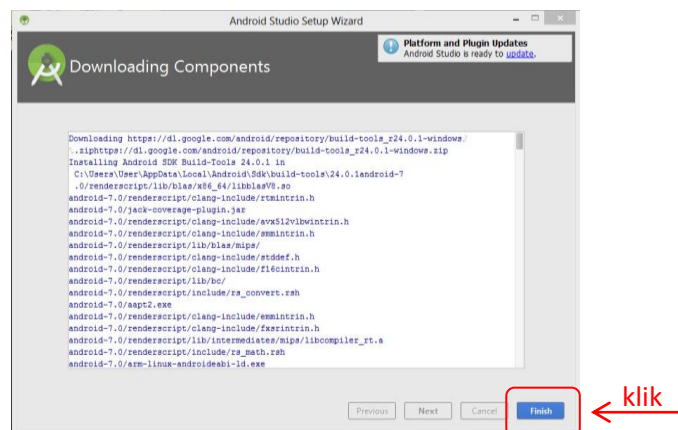 Android Studio Setup Wizard
Platform and Plugin Updates
Android Studio is ready to update.
Downloading Components
Downloading https://dl.google.com/android/repository/build-tools_r24.0.1-windows.
\.ziphttps://dl.google.com/android/repository/build-tools_r24.0.1-windows.zip
Installing Android SDK Build-Tools 24.0.1 in
C:\Users\User\AppData\Local\Android\Sdk\build-tools\24.0.1android-7
.0/renderscript/lib/blas/x86_64/libblasV8.so
android-7.0/renderscript/clang-include/rtmintrin.h
android-7.0/jack-coverage-plugin.jar
android-7.0/renderscript/clang-include/avx512vlbwintrin.h
android-7.0/renderscript/clang-include/smmintrin.h
android-7.0/renderscript/lib/blas/mips/
android-7.0/renderscript/clang-include/stddef.h
android-7.0/renderscript/clang-include/f16cintrin.h
android-7.0/renderscript/lib/bc/
android-7.0/renderscript/include/rs_convert.rsh
android-7.0/aapt2.exe
android-7.0/renderscript/clang-include/emmintrin.h
android-7.0/renderscript/clang-include/fxsrintrin.h
android-7.0/renderscript/lib/intermediates/mips/libcompiler_rt.a
android-7.0/renderscript/include/rs_math.rsh
android-7.0/arm-linux-androideabi-ld.exe
Previous Next Cancel Finish
klik